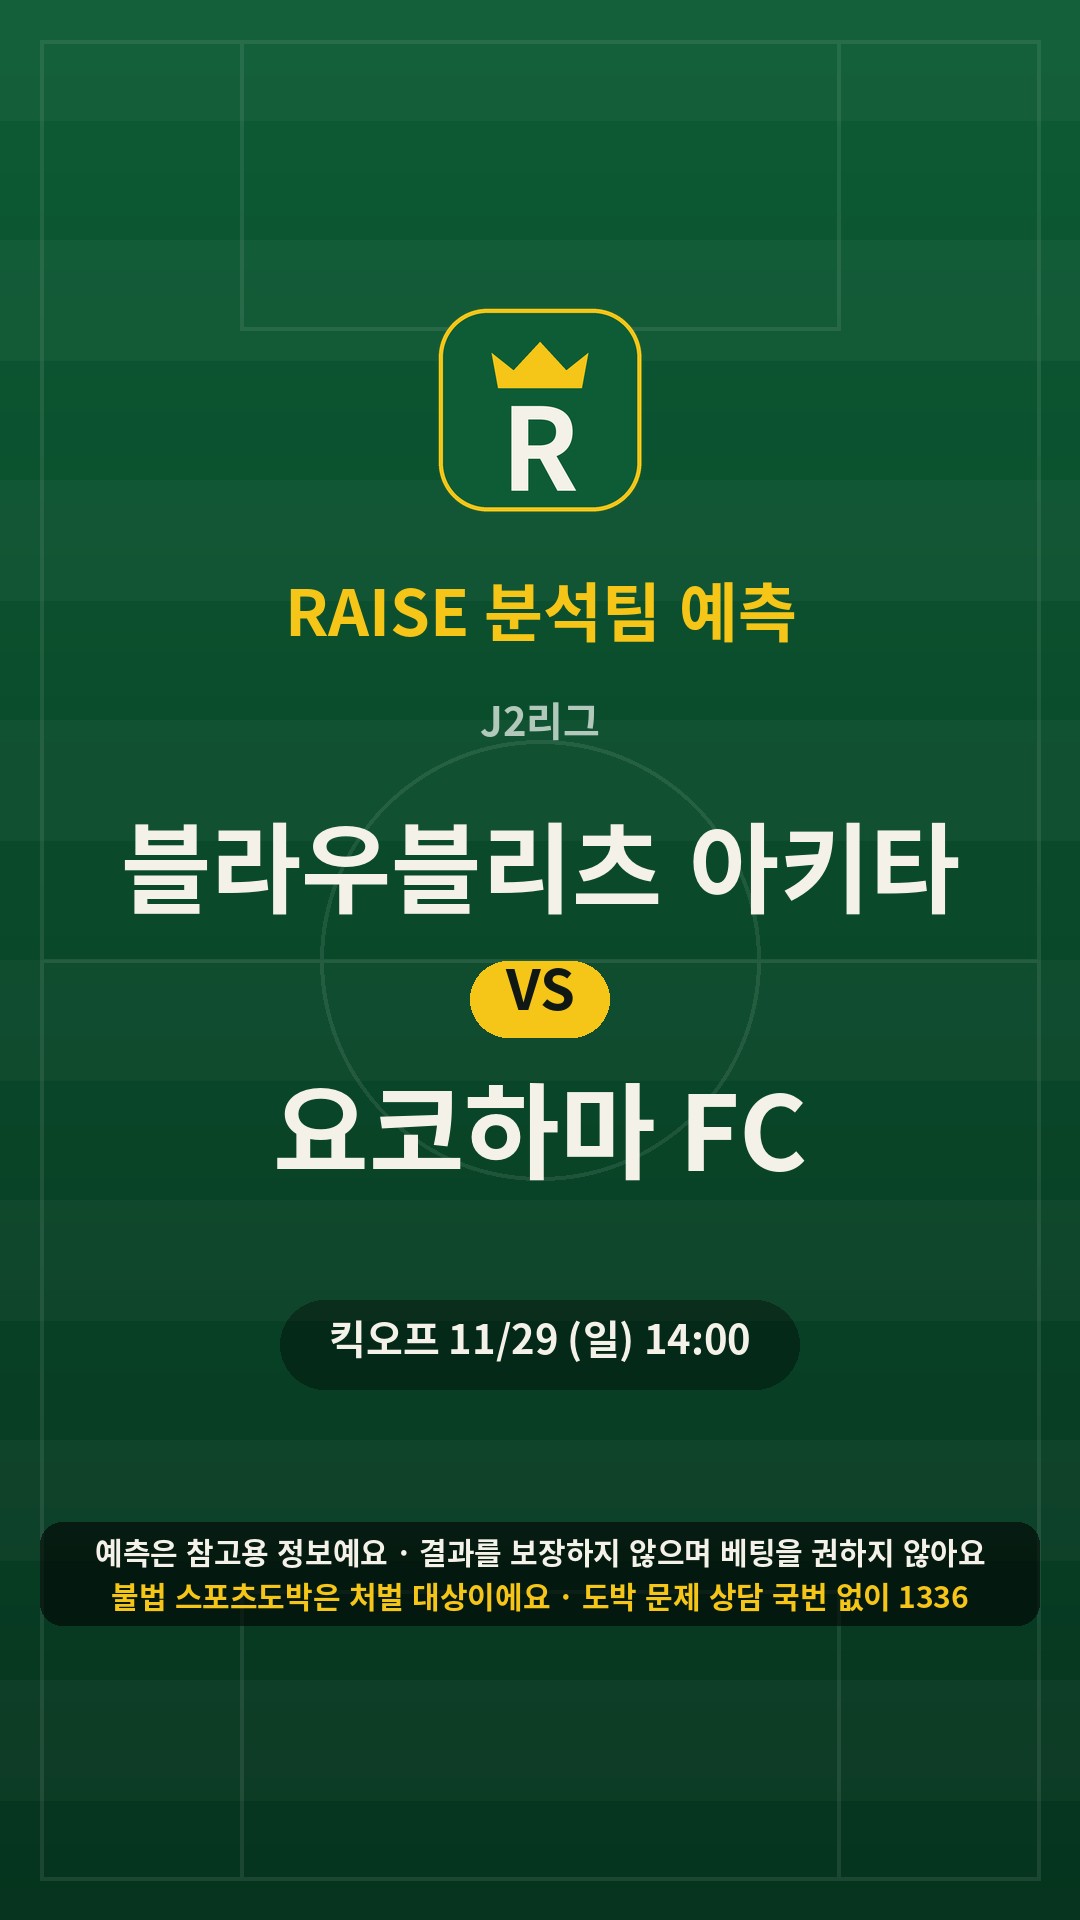 R
RAISE 분석팀 예측
J2리그
블라우블리츠 아키타
VS
요코하마 FC
킥오프 11/29 (일) 14:00
예측은 참고용 정보예요 · 결과를 보장하지 않으며 베팅을 권하지 않아요
불법 스포츠도박은 처벌 대상이에요 · 도박 문제 상담 국번 없이 1336